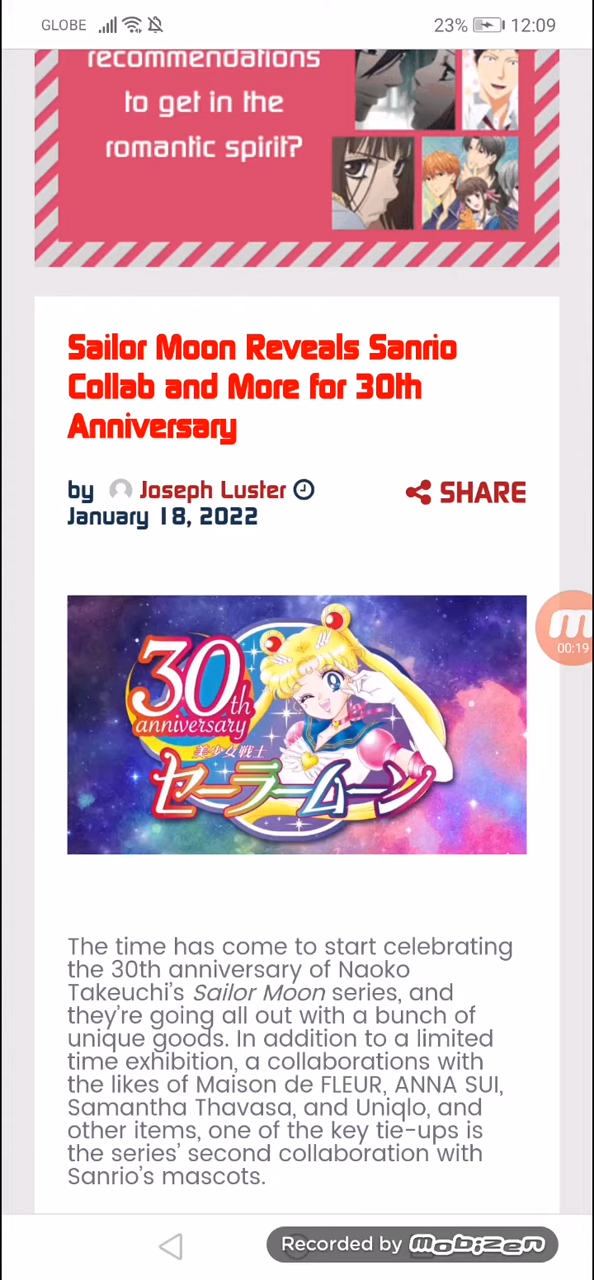 GLOBE 23% 12:09
recommendations
to get in the
romantic spirit?
Sailor Moon Reveals Sanrio
Collab and More for 30th
Anniversary
by Joseph Luster
January 18, 2022
SHARE
30th
anniversary
美少女戦士
セーラームーン
00:19
The time has come to start celebrating
the 30th anniversary of Naoko
Takeuchi’s Sailor Moon series, and
they’re going all out with a bunch of
unique goods. In addition to a limited
time exhibition, a collaborations with
the likes of Maison de FLEUR, ANNA SUI,
Samantha Thavasa, and Uniqlo, and
other items, one of the key tie-ups is
the series’ second collaboration with
Sanrio’s mascots.
Recorded by mobizen